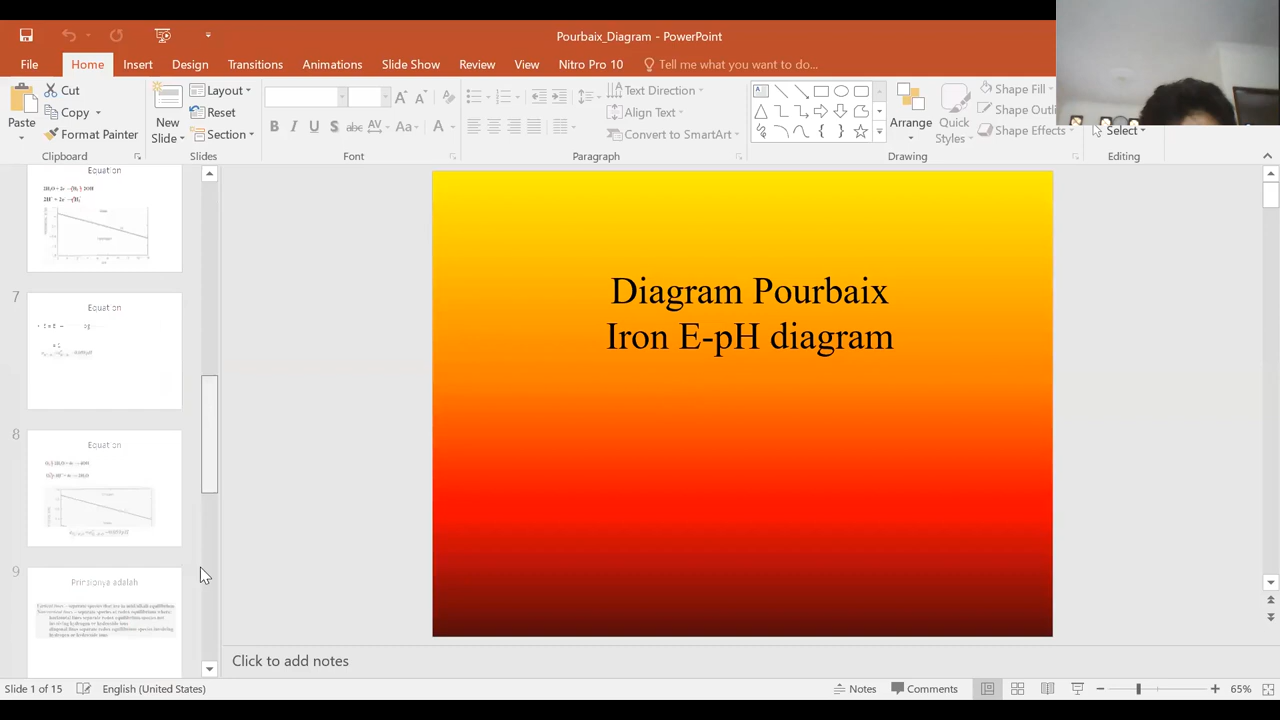 Pourbaix_Diagram - PowerPoint
File Home Insert Design Transitions Animations Slide Show Review View Nitro Pro 10 Tell me what you want to do...
Paste
Cut
Copy
Format Painter
Clipboard
New Slide
Layout
Reset
Section
Slides
Font
Text Direction
Align Text
Convert to SmartArt
Paragraph
Arrange
Quick Styles
Shape Fill
Shape Outli
Shape Effects
Drawing
Select
Editing
Equation
7
Equation
8
Equation
9
Prinsipnya adalah
Diagram Pourbaix
Iron E-pH diagram
Click to add notes
Slide 1 of 15 English (United States) Notes Comments 65%